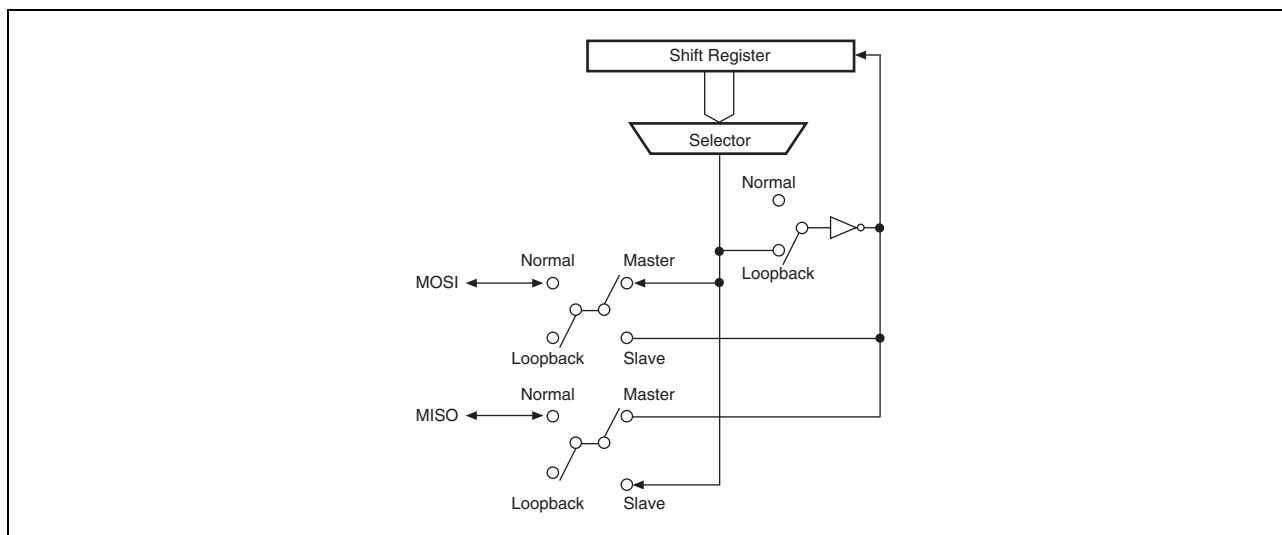 Shift Register
Selector
Normal
Loopback
Normal Master
MOSI
Loopback Slave
Normal Master
MISO
Loopback Slave